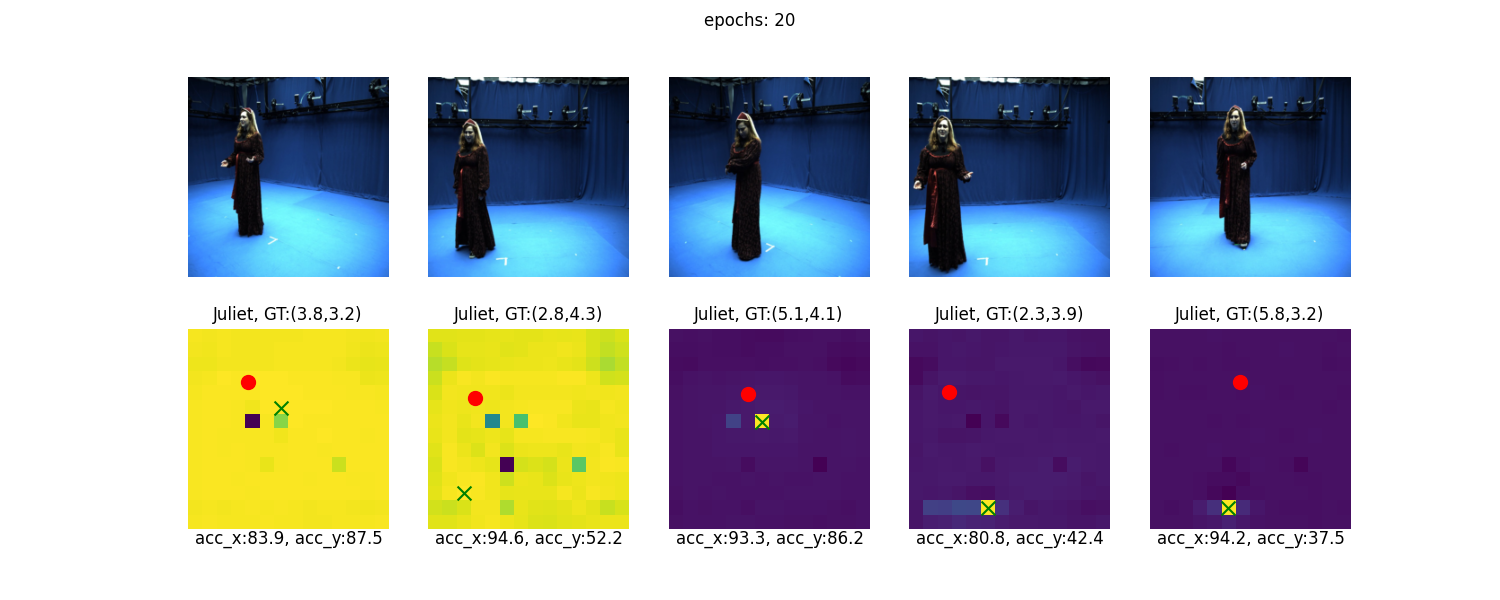 epochs: 20
Juliet, GT:(3.8,3.2)
Juliet, GT:(2.8,4.3)
Juliet, GT:(5.1,4.1)
Juliet, GT:(2.3,3.9)
Juliet, GT:(5.8,3.2)
acc_x:83.9, acc_y:87.5
acc_x:94.6, acc_y:52.2
acc_x:93.3, acc_y:86.2
acc_x:80.8, acc_y:42.4
acc_x:94.2, acc_y:37.5